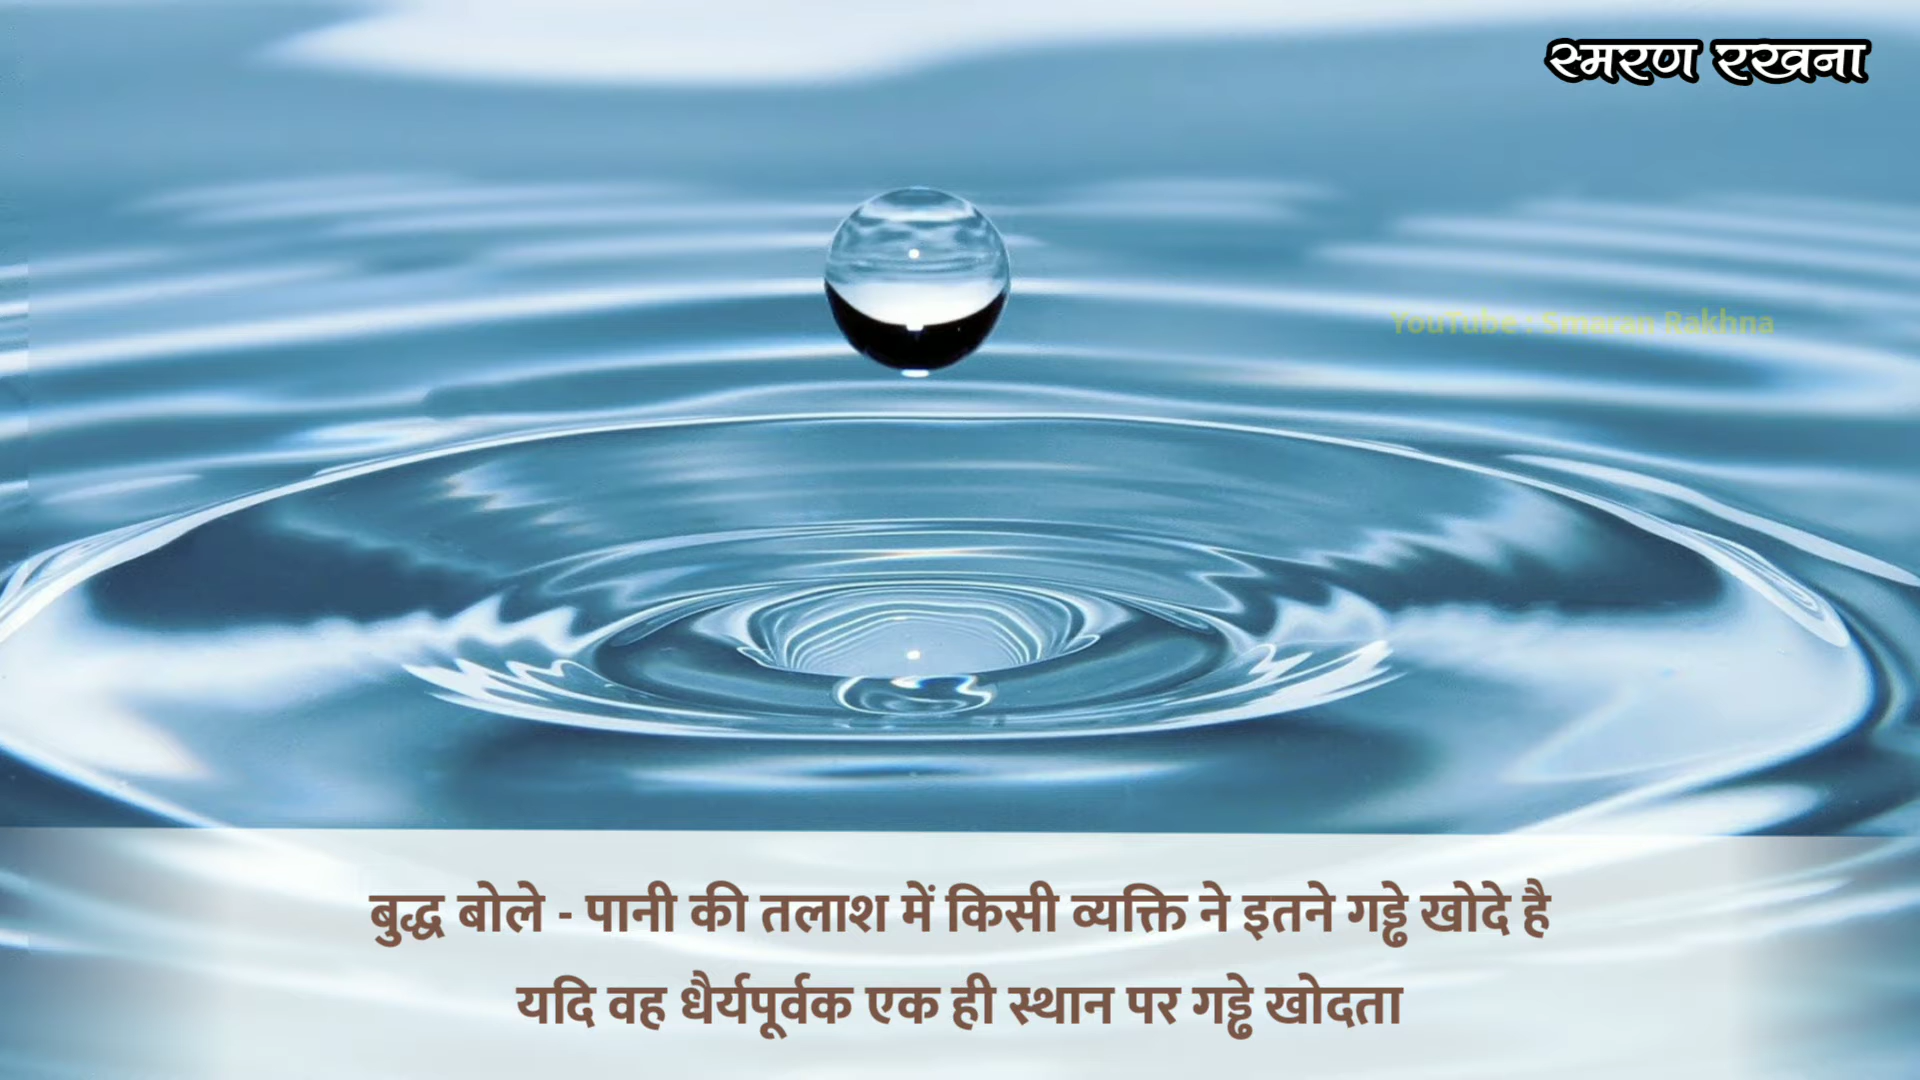 स्मरण रखना
YouTube : Smaran Rakhna
बुद्ध बोले - पानी की तलाश में किसी व्यक्ति ने इतने गड्ढे खोदे है
यदि वह धैर्यपूर्वक एक ही स्थान पर गड्ढे खोदता